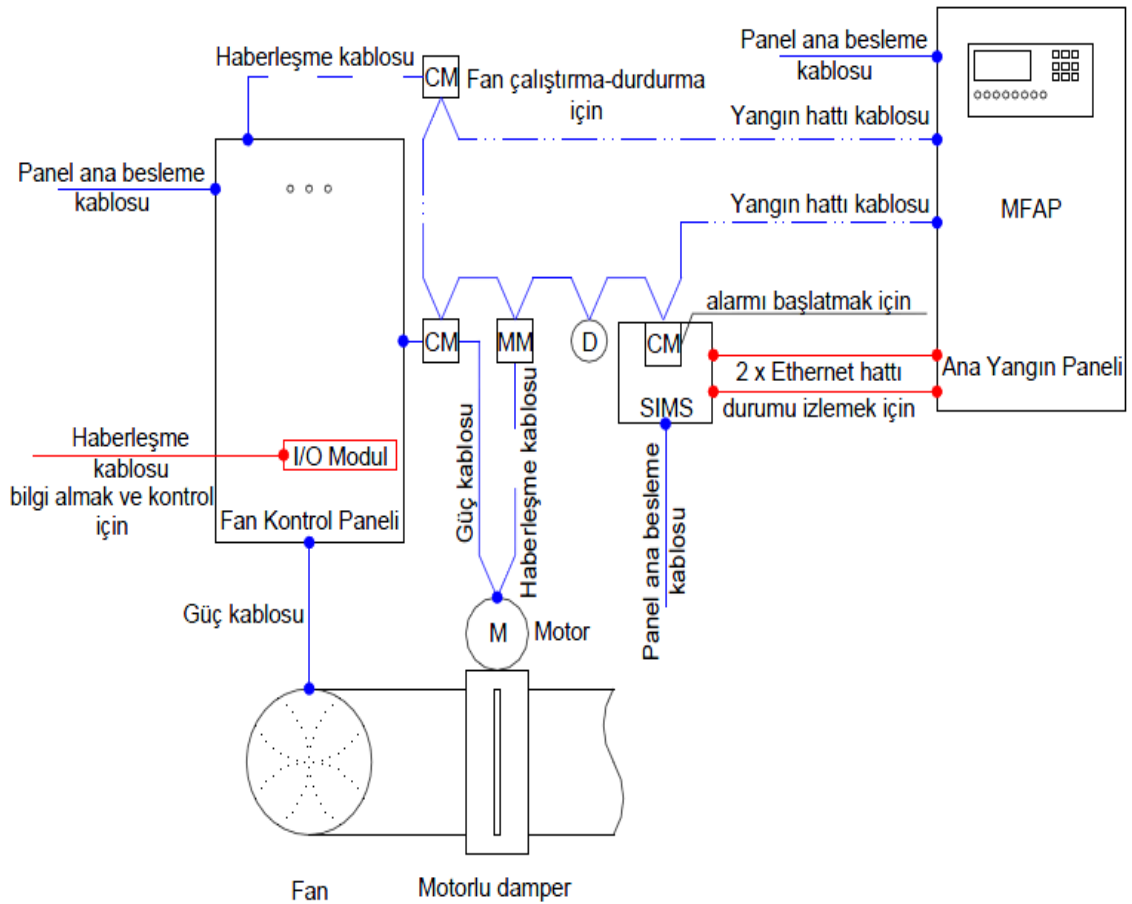 Haberleşme kablosu
CM
Fan çalıştırma-durdurma
için
Panel ana besleme
kablosu
Yangın hattı kablosu
Panel ana besleme
kablosu
Yangın hattı kablosu
MFAP
alarmı başlatmak için
CM
MM
D
CM
2 x Ethernet hattı
Ana Yangın Paneli
SIMS
durumu izlemek için
Haberleşme
kablosu
bilgi almak ve kontrol
için
I/O Modul
Fan Kontrol Paneli
Güç kablosu
Haberleşme kablosu
Panel ana besleme
kablosu
Güç kablosu
M
Motor
Fan
Motorlu damper